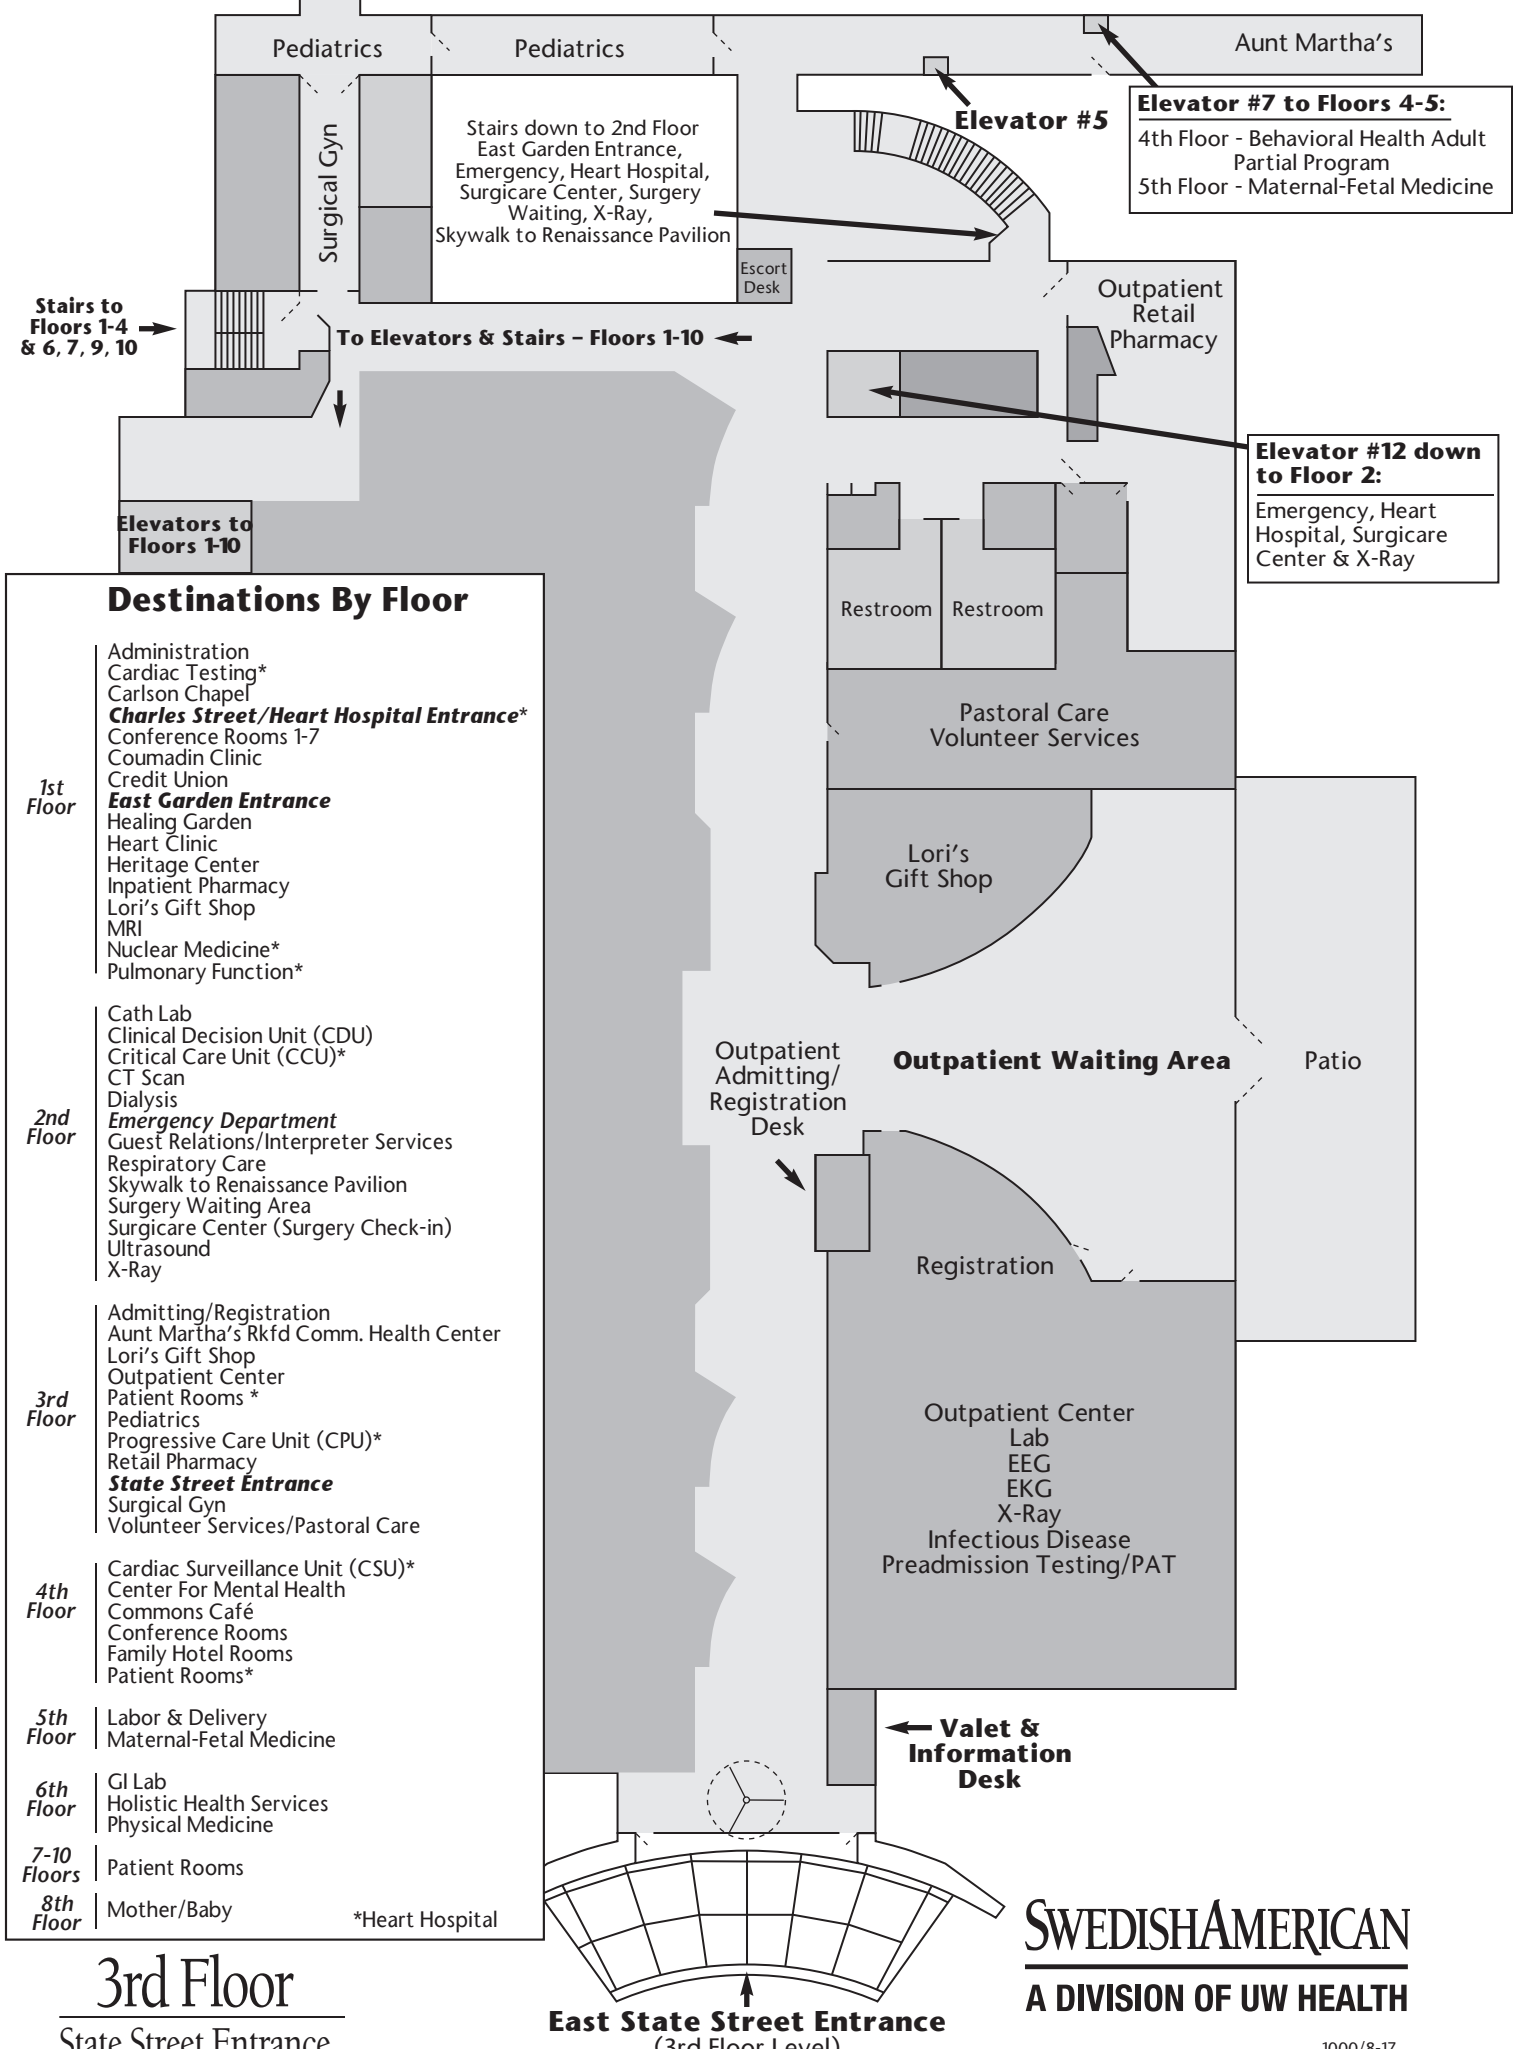 Pediatrics
Pediatrics
Aunt Martha's
Elevator #5
Elevator #7 to Floors 4-5:
4th Floor - Behavioral Health Adult
Partial Program
5th Floor - Maternal-Fetal Medicine
Surgical Gyn
Stairs down to 2nd Floor
East Garden Entrance,
Emergency, Heart Hospital,
Surgicare Center, Surgery
Waiting, X-Ray,
Skywalk to Renaissance Pavilion
Escort
Desk
Outpatient
Retail
Pharmacy
Stairs to
Floors 1-4
& 6, 7, 9, 10
To Elevators & Stairs – Floors 1-10
Elevator #12 down
to Floor 2:
Emergency, Heart
Hospital, Surgicare
Center & X-Ray
Elevators to
Floors 1-10
Restroom
Restroom
Pastoral Care
Volunteer Services
Lori's
Gift Shop
Outpatient
Admitting/
Registration
Desk
Outpatient Waiting Area
Patio
Registration
Outpatient Center
Lab
EEG
EKG
X-Ray
Infectious Disease
Preadmission Testing/PAT
Valet &
Information
Desk
Destinations By Floor
1st
Floor
Administration
Cardiac Testing*
Carlson Chapel
Charles Street/Heart Hospital Entrance*
Conference Rooms 1-7
Coumadin Clinic
Credit Union
East Garden Entrance
Healing Garden
Heart Clinic
Heritage Center
Inpatient Pharmacy
Lori's Gift Shop
MRI
Nuclear Medicine*
Pulmonary Function*
2nd
Floor
Cath Lab
Clinical Decision Unit (CDU)
Critical Care Unit (CCU)*
CT Scan
Dialysis
Emergency Department
Guest Relations/Interpreter Services
Respiratory Care
Skywalk to Renaissance Pavilion
Surgery Waiting Area
Surgicare Center (Surgery Check-in)
Ultrasound
X-Ray
3rd
Floor
Admitting/Registration
Aunt Martha's Rkfd Comm. Health Center
Lori's Gift Shop
Outpatient Center
Patient Rooms *
Pediatrics
Progressive Care Unit (CPU)*
Retail Pharmacy
State Street Entrance
Surgical Gyn
Volunteer Services/Pastoral Care
4th
Floor
Cardiac Surveillance Unit (CSU)*
Center For Mental Health
Commons Café
Conference Rooms
Family Hotel Rooms
Patient Rooms*
5th
Floor
Labor & Delivery
Maternal-Fetal Medicine
6th
Floor
GI Lab
Holistic Health Services
Physical Medicine
7-10
Floors
Patient Rooms
8th
Floor
Mother/Baby
*Heart Hospital
3rd Floor
State Street Entrance
East State Street Entrance
(3rd Floor Level)
SWEDISHAMERICAN
A DIVISION OF UW HEALTH
1000/8-17